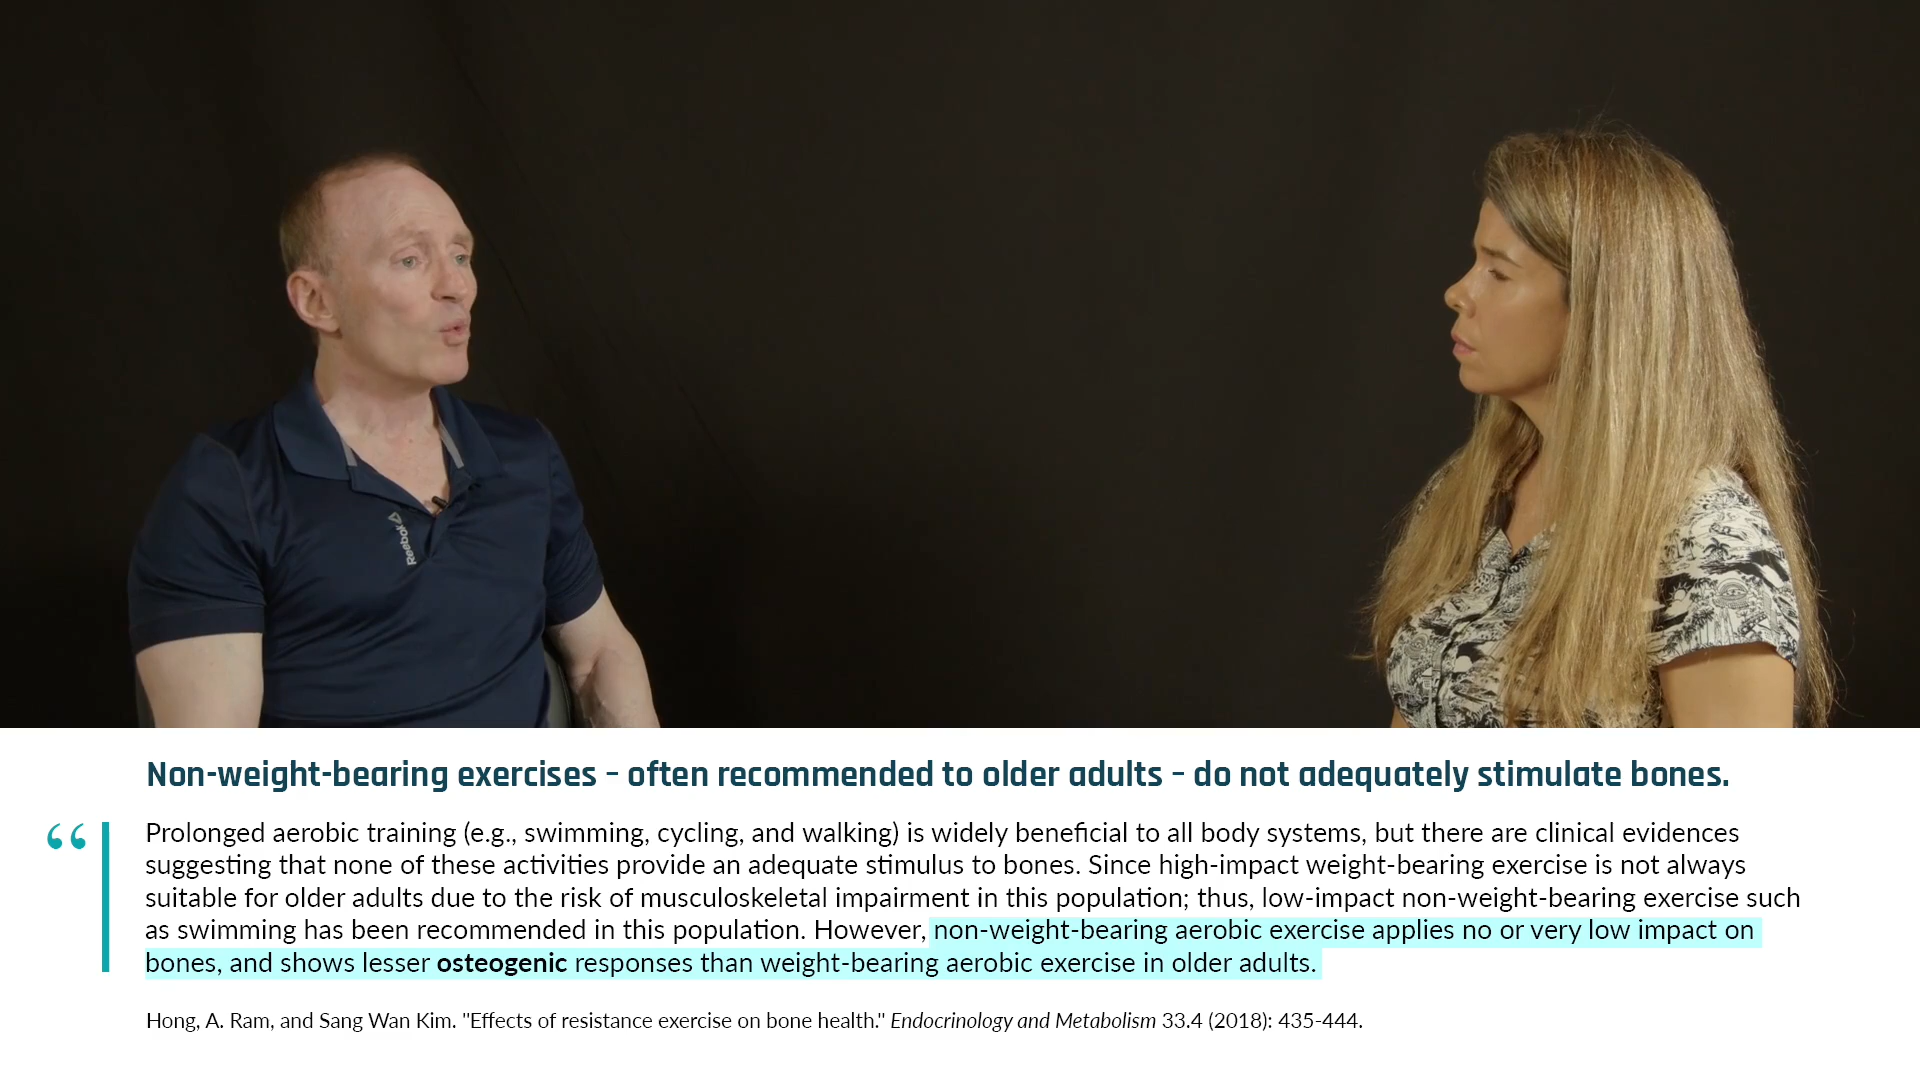 Reebok
Non-weight-bearing exercises – often recommended to older adults – do not adequately stimulate bones.
“
Prolonged aerobic training (e.g., swimming, cycling, and walking) is widely beneficial to all body systems, but there are clinical evidences
suggesting that none of these activities provide an adequate stimulus to bones. Since high-impact weight-bearing exercise is not always
suitable for older adults due to the risk of musculoskeletal impairment in this population; thus, low-impact non-weight-bearing exercise such
as swimming has been recommended in this population. However, non-weight-bearing aerobic exercise applies no or very low impact on
bones, and shows lesser osteogenic responses than weight-bearing aerobic exercise in older adults.
Hong, A. Ram, and Sang Wan Kim. "Effects of resistance exercise on bone health." Endocrinology and Metabolism 33.4 (2018): 435-444.